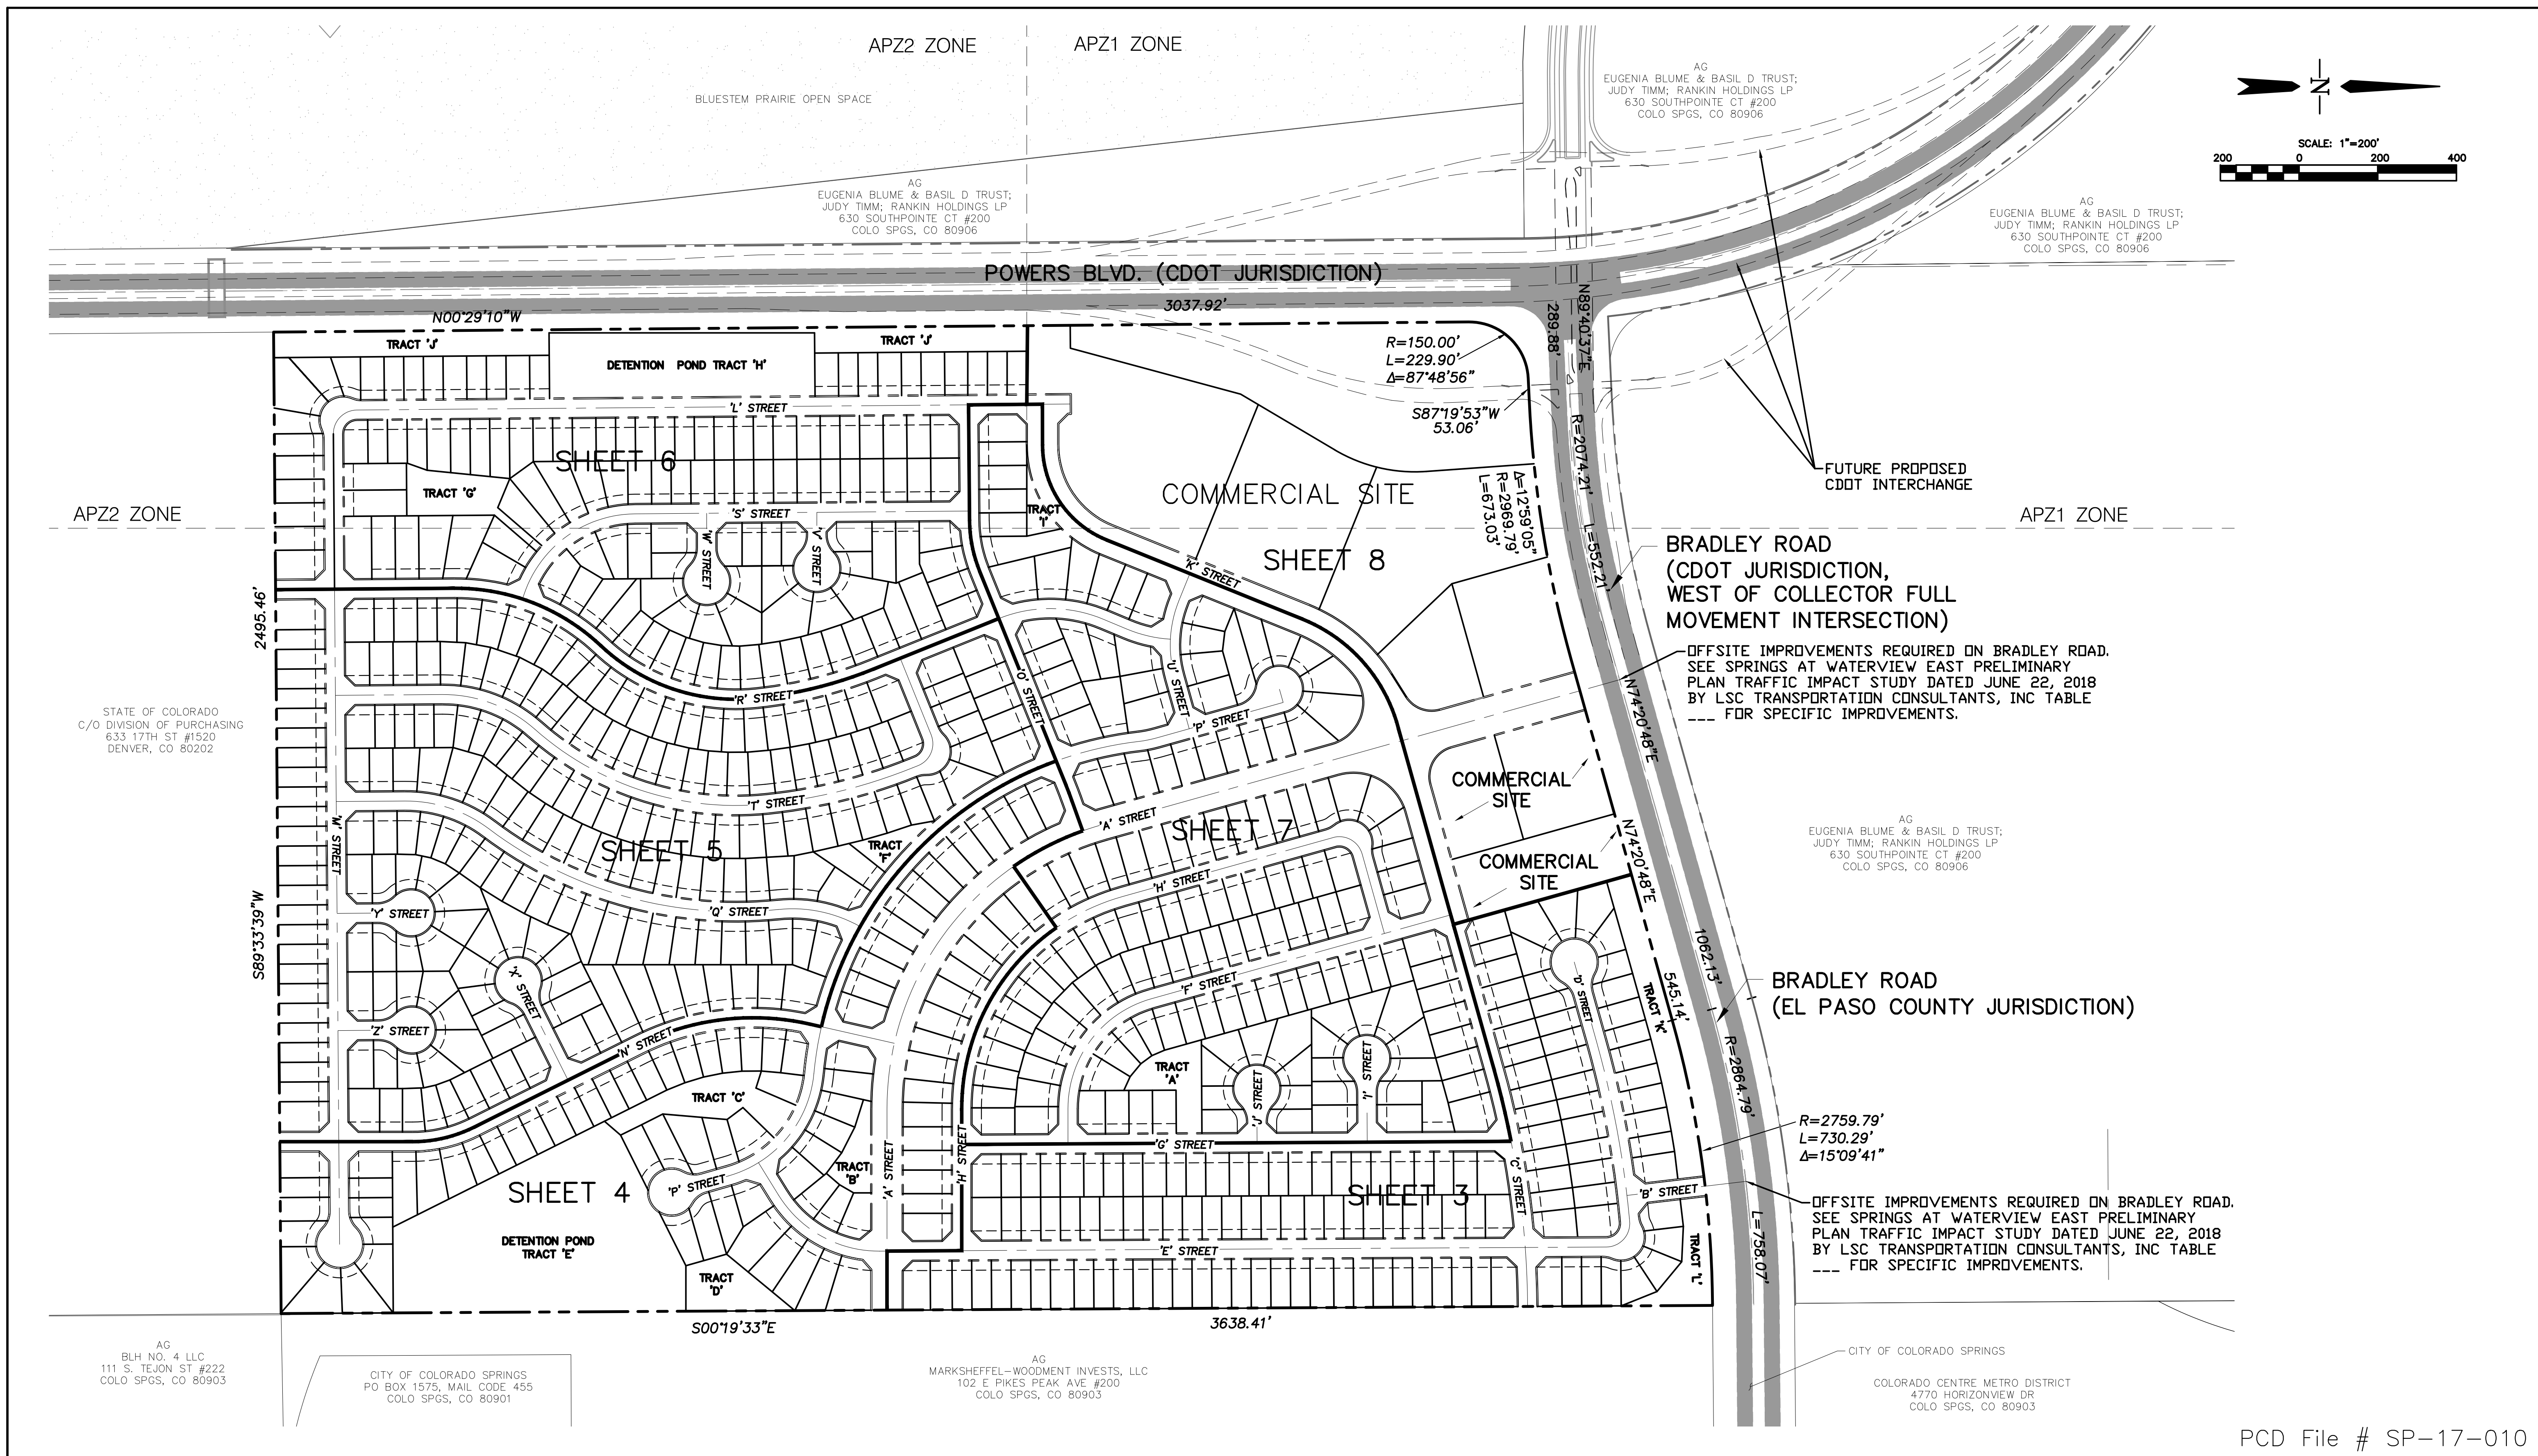 APZ2 ZONE
APZ1 ZONE
BLUESTEM PRAIRIE OPEN SPACE
AG
EUGENIA BLUME & BASIL D TRUST;
JUDY TIMM; RANKIN HOLDINGS LP
630 SOUTHPOINTE CT #200
COLO SPGS, CO 80906
N
SCALE: 1"=200'
200 0 200 400
AG
EUGENIA BLUME & BASIL D TRUST;
JUDY TIMM; RANKIN HOLDINGS LP
630 SOUTHPOINTE CT #200
COLO SPGS, CO 80906
AG
EUGENIA BLUME & BASIL D TRUST;
JUDY TIMM; RANKIN HOLDINGS LP
630 SOUTHPOINTE CT #200
COLO SPGS, CO 80906
POWERS BLVD. (CDOT JURISDICTION)
3037.92'
N00°29'10"W
N89°40'37"E
289.88'
TRACT 'J'
DETENTION POND TRACT 'H'
TRACT 'J'
R=150.00'
L=229.90'
Δ=87°48'56"
S87°19'53"W
53.06'
'L' STREET
SHEET 6
TRACT 'G'
'S' STREET
'W' STREET
'V' STREET
TRACT
'I'
COMMERCIAL SITE
SHEET 8
'K' STREET
Δ=12°59'05"
R=2969.79'
L=673.03'
R=2074.21'
L=552.21'
FUTURE PROPOSED
CDOT INTERCHANGE
APZ2 ZONE
APZ1 ZONE
BRADLEY ROAD
(CDOT JURISDICTION,
WEST OF COLLECTOR FULL
MOVEMENT INTERSECTION)
OFFSITE IMPROVEMENTS REQUIRED ON BRADLEY ROAD.
SEE SPRINGS AT WATERVIEW EAST PRELIMINARY
PLAN TRAFFIC IMPACT STUDY DATED JUNE 22, 2018
BY LSC TRANSPORTATION CONSULTANTS, INC TABLE
___ FOR SPECIFIC IMPROVEMENTS.
2495.46'
S89°33'39"W
STATE OF COLORADO
C/O DIVISION OF PURCHASING
633 17TH ST #1520
DENVER, CO 80202
'R' STREET
'O' STREET
'U' STREET
'P' STREET
N74°20'48"E
'T' STREET
'M' STREET
SHEET 5
TRACT
'F'
'A' STREET
SHEET 7
COMMERCIAL
SITE
COMMERCIAL
SITE
N74°20'48"E
AG
EUGENIA BLUME & BASIL D TRUST;
JUDY TIMM; RANKIN HOLDINGS LP
630 SOUTHPOINTE CT #200
COLO SPGS, CO 80906
'H' STREET
'Q' STREET
'Y' STREET
'X' STREET
'Z' STREET
'N' STREET
'F' STREET
'D' STREET
1062.13'
545.14'
TRACT 'K'
BRADLEY ROAD
(EL PASO COUNTY JURISDICTION)
R=2864.79'
TRACT
'A'
'J' STREET
'I' STREET
TRACT 'C'
R=2759.79'
L=730.29'
Δ=15°09'41"
'G' STREET
TRACT
'B'
'A' STREET
'H' STREET
SHEET 4
'P' STREET
SHEET 3
'C' STREET
'B' STREET
OFFSITE IMPROVEMENTS REQUIRED ON BRADLEY ROAD.
SEE SPRINGS AT WATERVIEW EAST PRELIMINARY
PLAN TRAFFIC IMPACT STUDY DATED JUNE 22, 2018
BY LSC TRANSPORTATION CONSULTANTS, INC TABLE
___ FOR SPECIFIC IMPROVEMENTS.
L=758.07'
DETENTION POND
TRACT 'E'
'E' STREET
TRACT 'L'
TRACT
'D'
S00°19'33"E
3638.41'
AG
BLH NO. 4 LLC
111 S. TEJON ST #222
COLO SPGS, CO 80903
CITY OF COLORADO SPRINGS
PO BOX 1575, MAIL CODE 455
COLO SPGS, CO 80901
AG
MARKSHEFFEL-WOODMENT INVESTS, LLC
102 E PIKES PEAK AVE #200
COLO SPGS, CO 80903
CITY OF COLORADO SPRINGS
COLORADO CENTRE METRO DISTRICT
4770 HORIZONVIEW DR
COLO SPGS, CO 80903
PCD File # SP-17-010